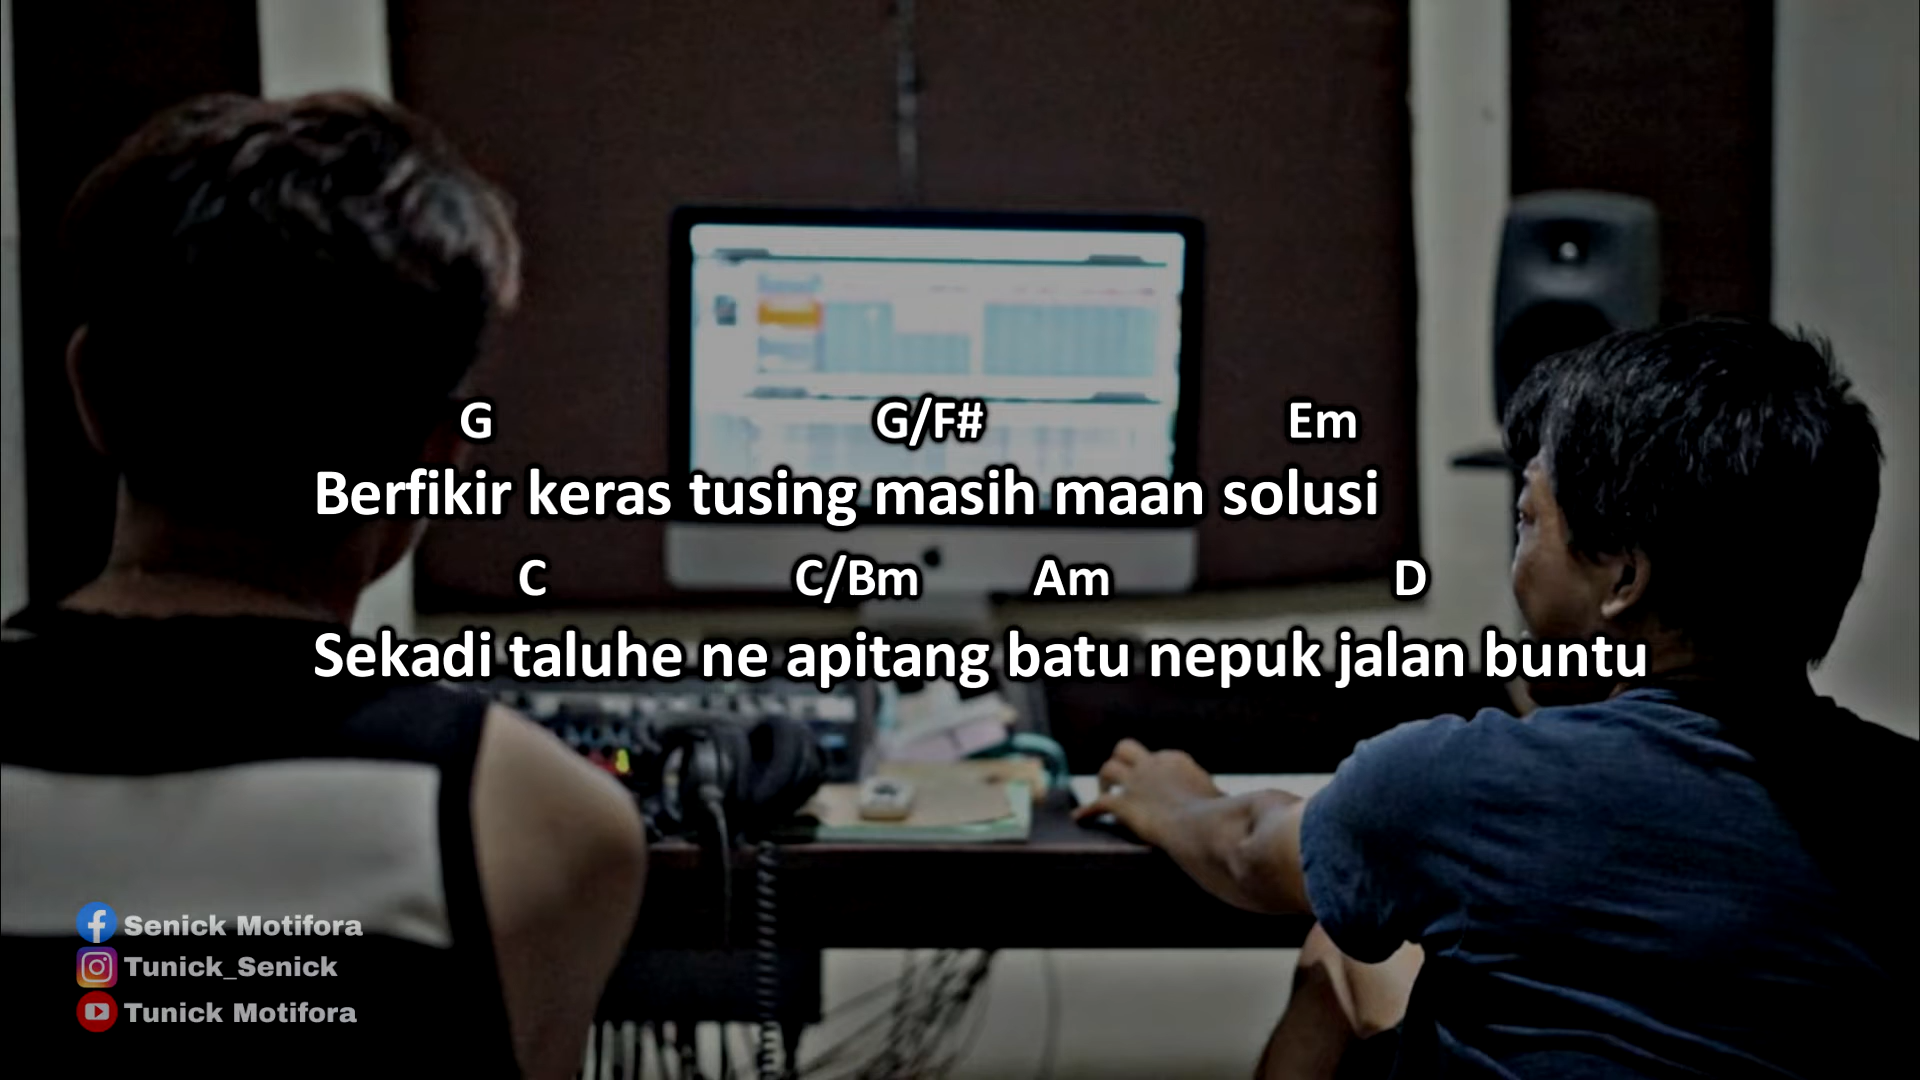 G G/F# Em
Berfikir keras tusing masih maan solusi
C C/Bm Am D
Sekadi taluhe ne apitang batu nepuk jalan buntu
Senick Motifora
Tunick_Senick
Tunick Motifora